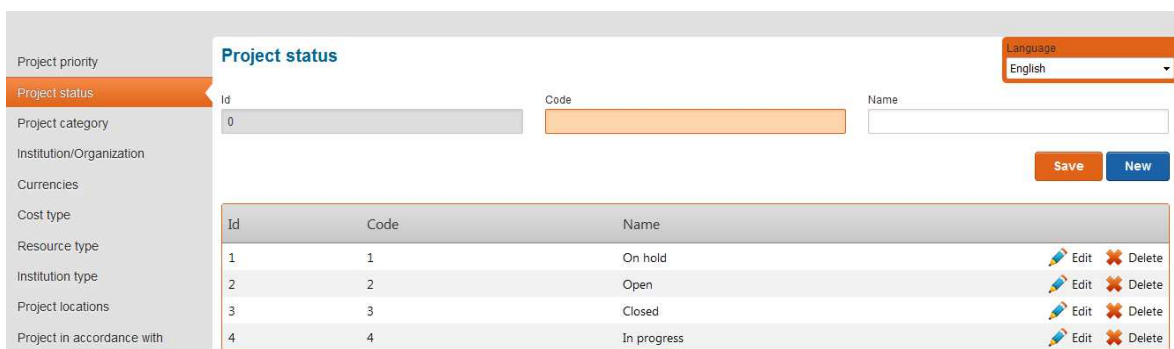 Project priority
Project status
Project category
Institution/Organization
Currencies
Cost type
Resource type
Institution type
Project locations
Project in accordance with
Project status
Language
English
Id Code Name
0
Save New
Id Code Name
1 1 On hold Edit Delete
2 2 Open Edit Delete
3 3 Closed Edit Delete
4 4 In progress Edit Delete